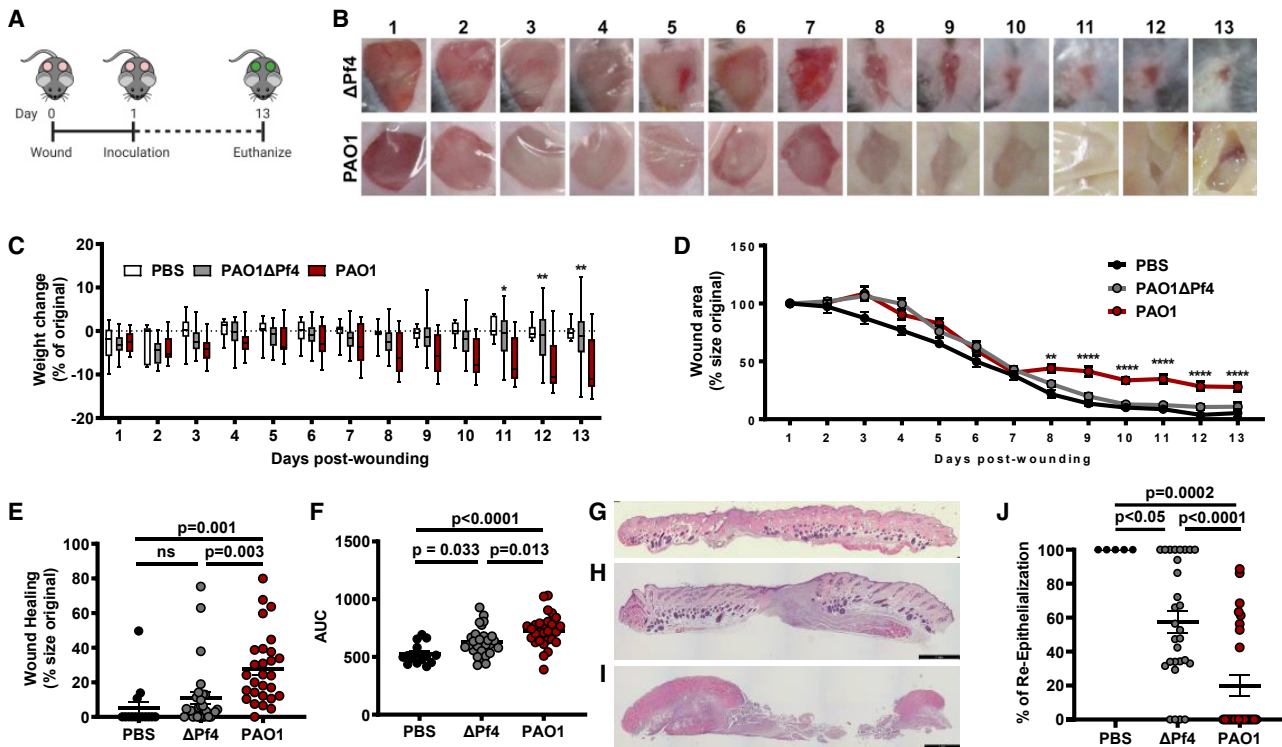 A
Day 0 1 13
Wound Inoculation Euthanize
B
1 2 3 4 5 6 7 8 9 10 11 12 13
ΔPf4
PAO1
C
Weight change
(% of original)
20
10
0
-10
-20
PBS PAO1ΔPf4 PAO1
* ** **
1 2 3 4 5 6 7 8 9 10 11 12 13
Days post-wounding
D
Wound area
(% size original)
150
100
50
0
PBS
PAO1ΔPf4
PAO1
** **** **** **** **** ****
1 2 3 4 5 6 7 8 9 10 11 12 13
Days post-wounding
E
p=0.001
ns p=0.003
Wound Healing
(% size original)
80
60
40
20
0
PBS ΔPf4 PAO1
F
p<0.0001
p = 0.033 p=0.013
AUC
1500
1000
500
0
PBS ΔPf4 PAO1
G
H
I
J
p=0.0002
p<0.05 p<0.0001
% of Re-Epithelialization
100
80
60
40
20
0
PBS ΔPf4 PAO1